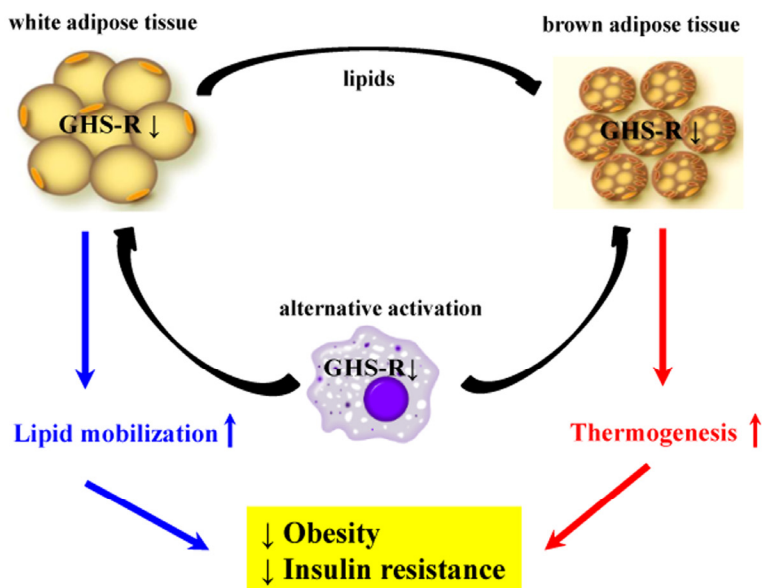 white adipose tissue
brown adipose tissue
lipids
GHS-R ↓
GHS-R ↓
alternative activation
GHS-R↓
Lipid mobilization ↑
Thermogenesis ↑
↓ Obesity
↓ Insulin resistance